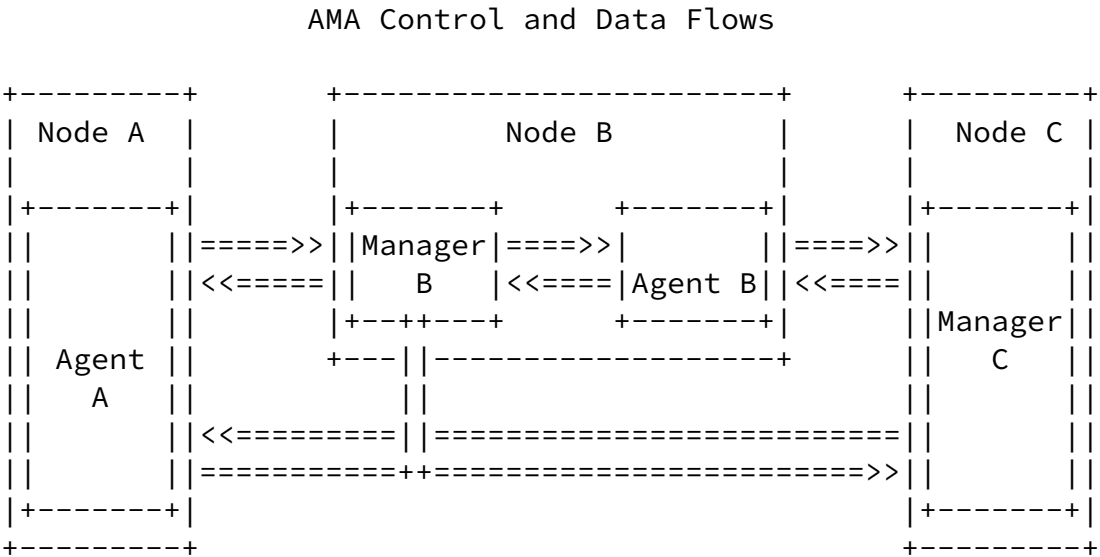 AMA Control and Data Flows
+---------+       +------------------------+      +---------+
| Node A  |       |         Node B         |      |  Node C |
|         |       |                        |      |         |
|+-------+|       |+-------+      +-------+|      |+-------+|
||       ||=====>>||Manager|====>>|       ||====>>||       ||
||       ||<<=====||   B   |<<====|Agent B||<<====||       ||
||       ||       |+--++---+      +-------+|      ||Manager||
|| Agent ||       +---||-------------------+      ||   C   ||
||   A   ||           ||                          ||       ||
||       ||<<=========||==========================||       ||
||       ||===========++========================>>||       ||
|+-------+|                                       |+-------+|
+---------+                                       +---------+